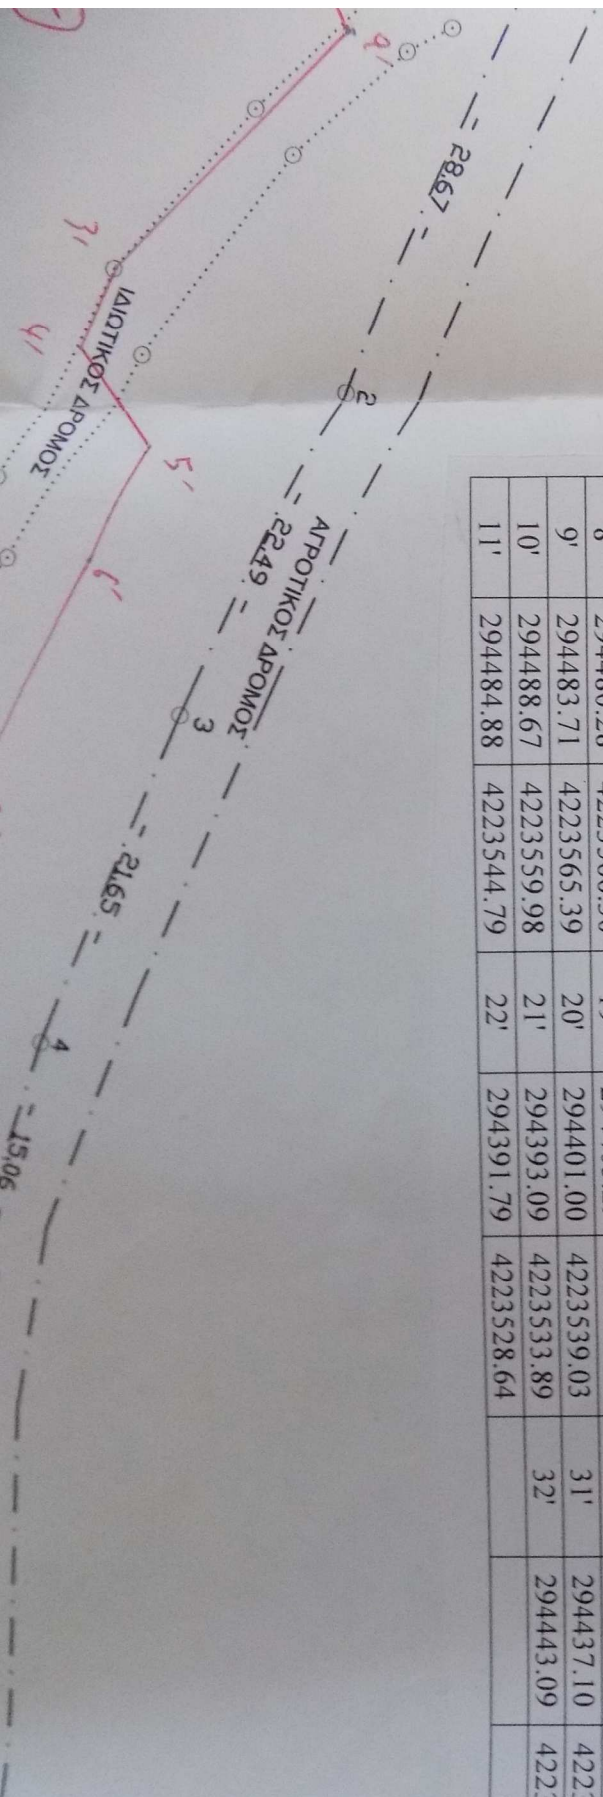 2'
= 28.67 =
3'
4'
ΙΔΙΩΤΙΚΟΣ ΔΡΟΜΟΣ
5'
6'
2
= 22.49 =
ΑΓΡΟΤΙΚΟΣ ΔΡΟΜΟΣ
3
= 21.65 =
4
= 15.06
9' 294483.71 4223565.39 20' 294401.00 4223539.03 31' 294437.10
10' 294488.67 4223559.98 21' 294393.09 4223533.89 32' 294443.09
11' 294484.88 4223544.79 22' 294391.79 4223528.64